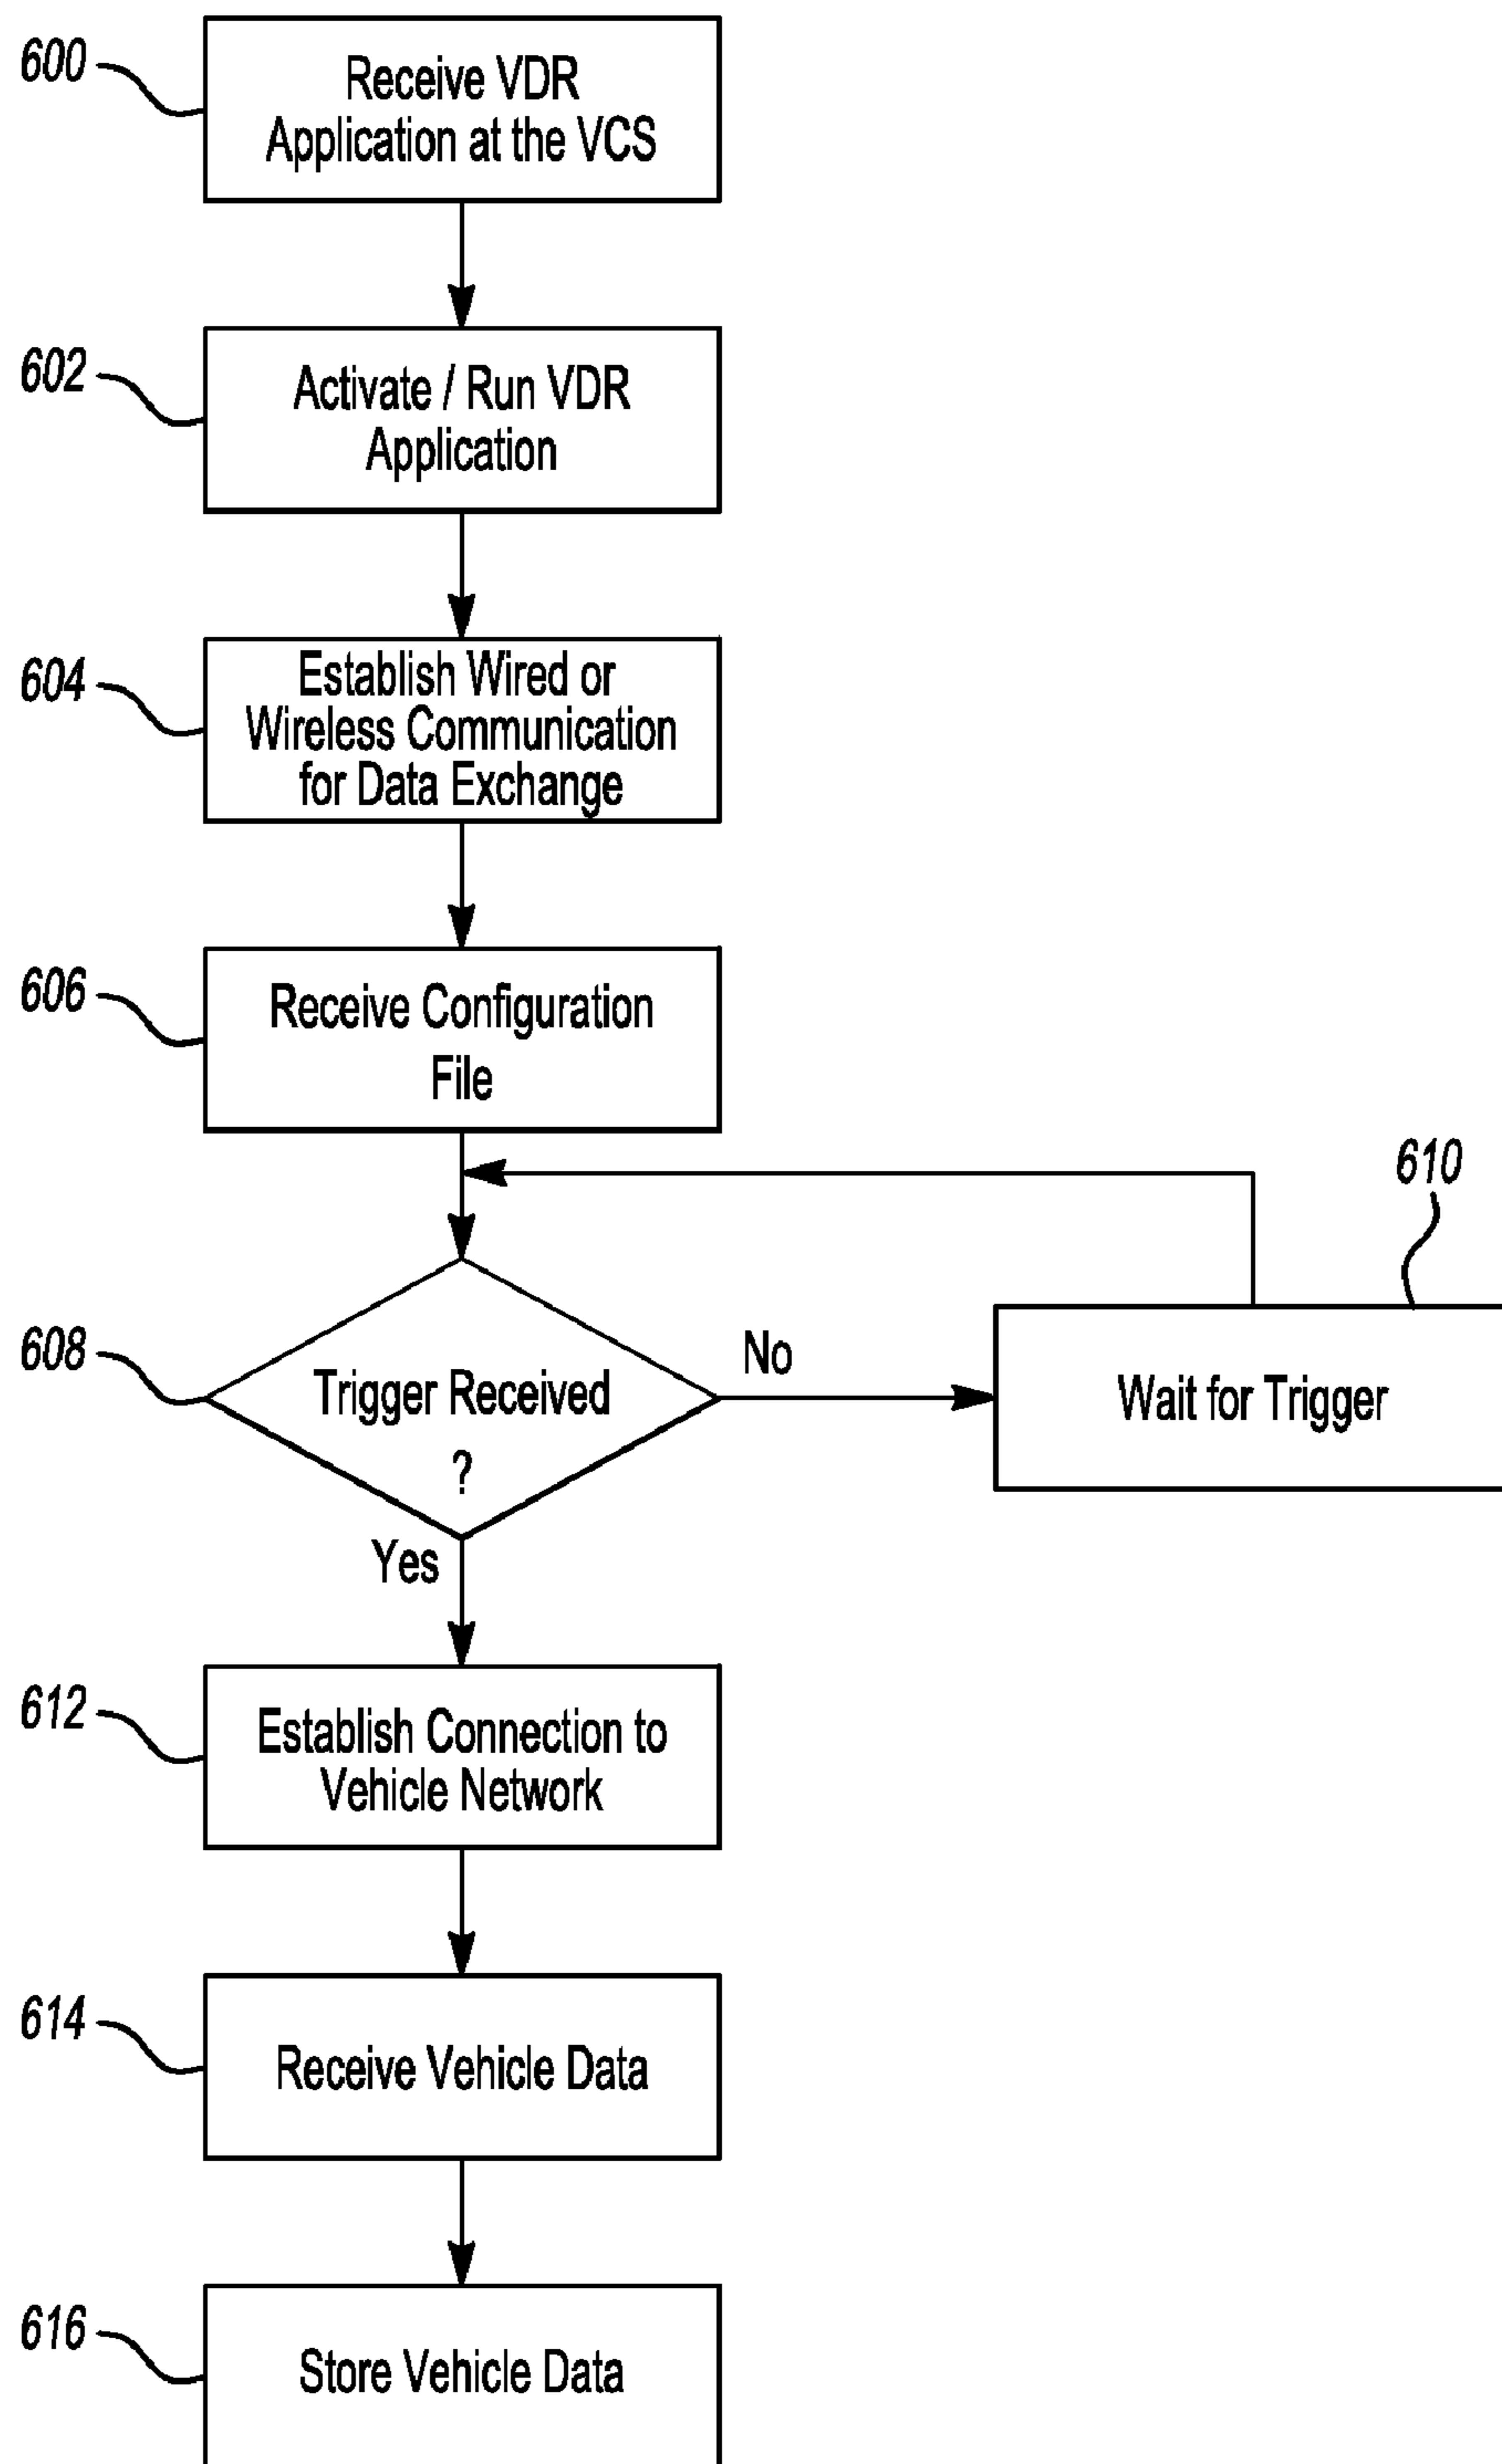 600
Receive VDR
Application at the VCS
602
Activate / Run VDR
Application
604
Establish Wired or
Wireless Communication
for Data Exchange
606
Receive Configuration
File
610
608
Trigger Received
?
No
Wait for Trigger
Yes
612
Establish Connection to
Vehicle Network
614
Receive Vehicle Data
616
Store Vehicle Data